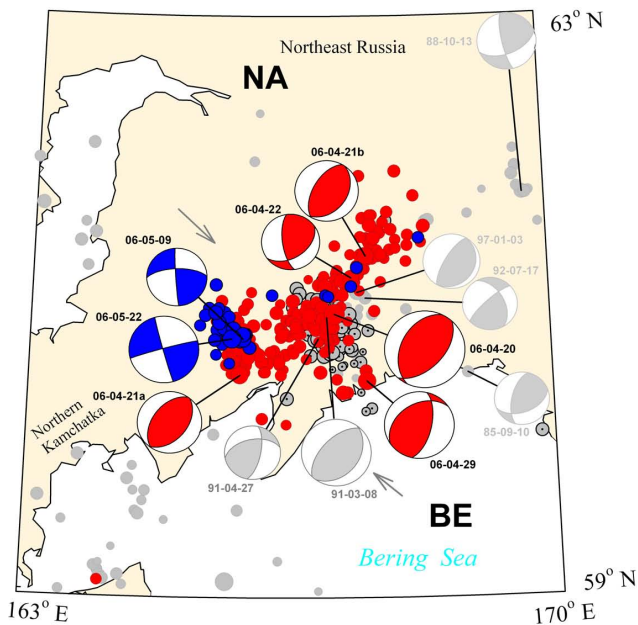 63° N
Northeast Russia
88-10-13
NA
06-04-21b
06-04-22
97-01-03
06-05-09
92-07-17
06-05-22
06-04-20
06-04-21a
85-09-10
Northern
Kamchatka
06-04-29
91-04-27
91-03-08
BE
Bering Sea
59° N
163° E
170° E